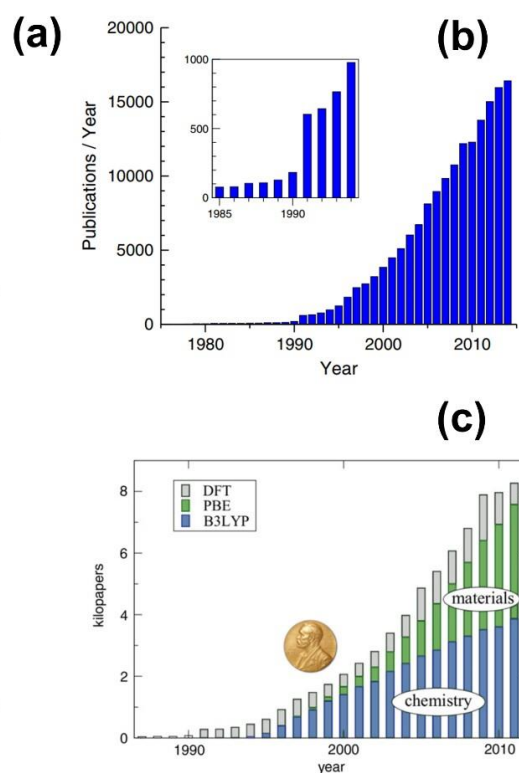 (a)
(b)
20000
15000
10000
5000
0
Publications / Year
1000
500
0
1985
1990
1980
1990
2000
2010
Year
(c)
8
6
4
2
0
kilopapers
DFT
PBE
B3LYP
materials
chemistry
1990
2000
2010
year